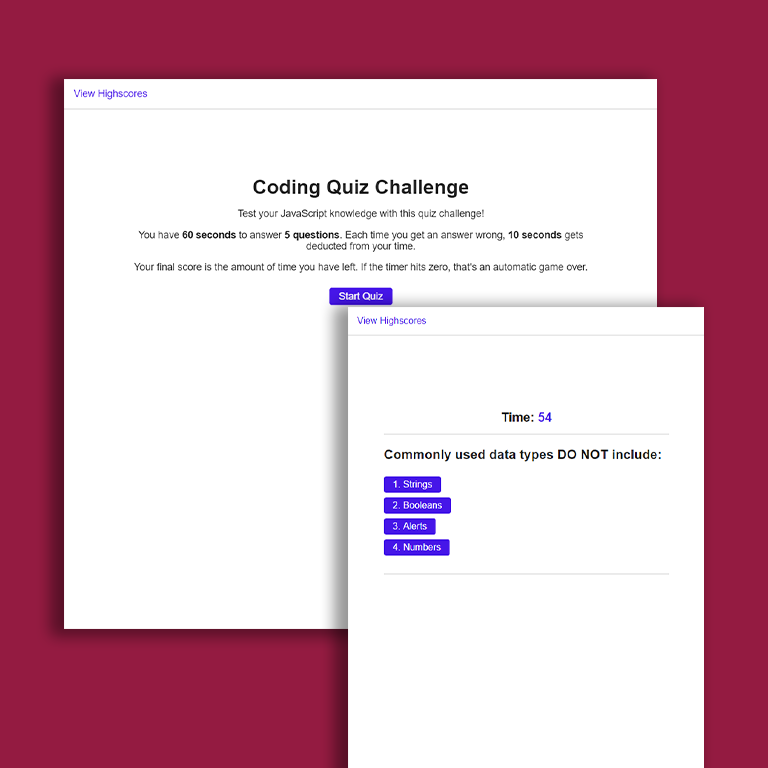 View Highscores
Coding Quiz Challenge
Test your JavaScript knowledge with this quiz challenge!
You have 60 seconds to answer 5 questions. Each time you get an answer wrong, 10 seconds gets
deducted from your time.
Your final score is the amount of time you have left. If the timer hits zero, that's an automatic game over.
Start Quiz
View Highscores
Time: 54
Commonly used data types DO NOT include:
1. Strings
2. Booleans
3. Alerts
4. Numbers